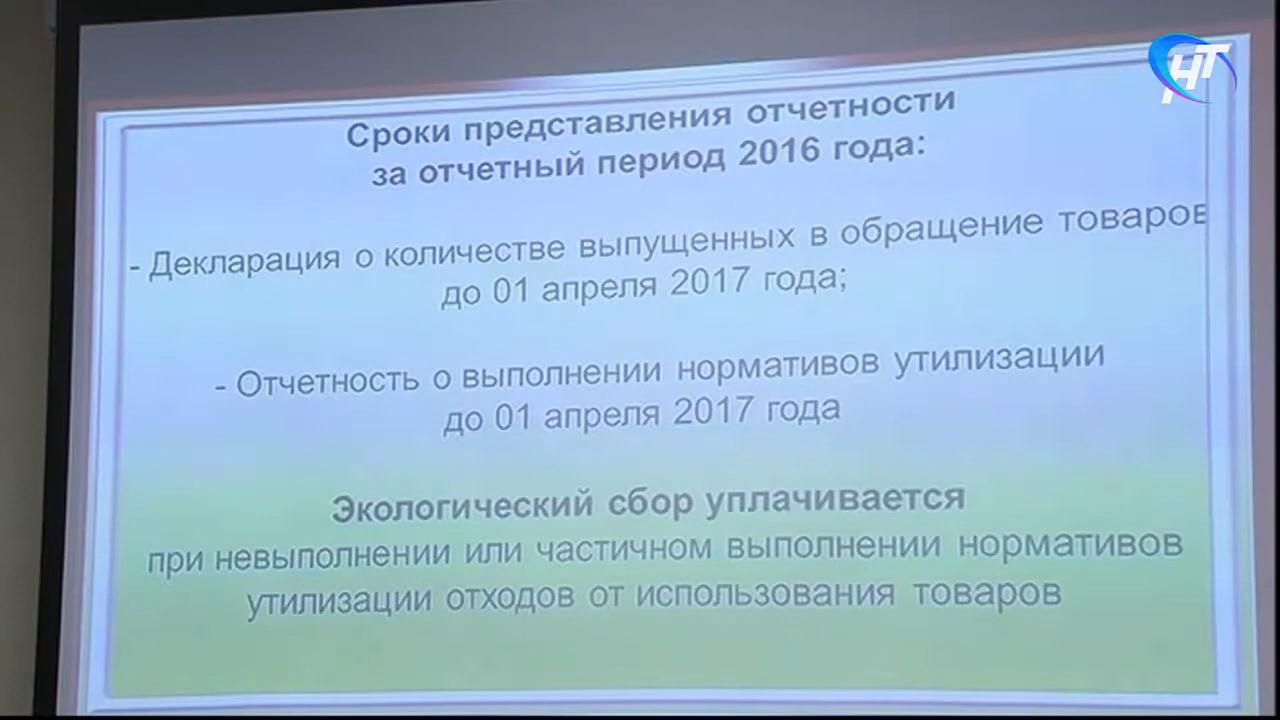 НТ
Сроки представления отчетности
за отчетный период 2016 года:
- Декларация о количестве выпущенных в обращение товаров
до 01 апреля 2017 года;
- Отчетность о выполнении нормативов утилизации
до 01 апреля 2017 года
Экологический сбор уплачивается
при невыполнении или частичном выполнении нормативов
утилизации отходов от использования товаров